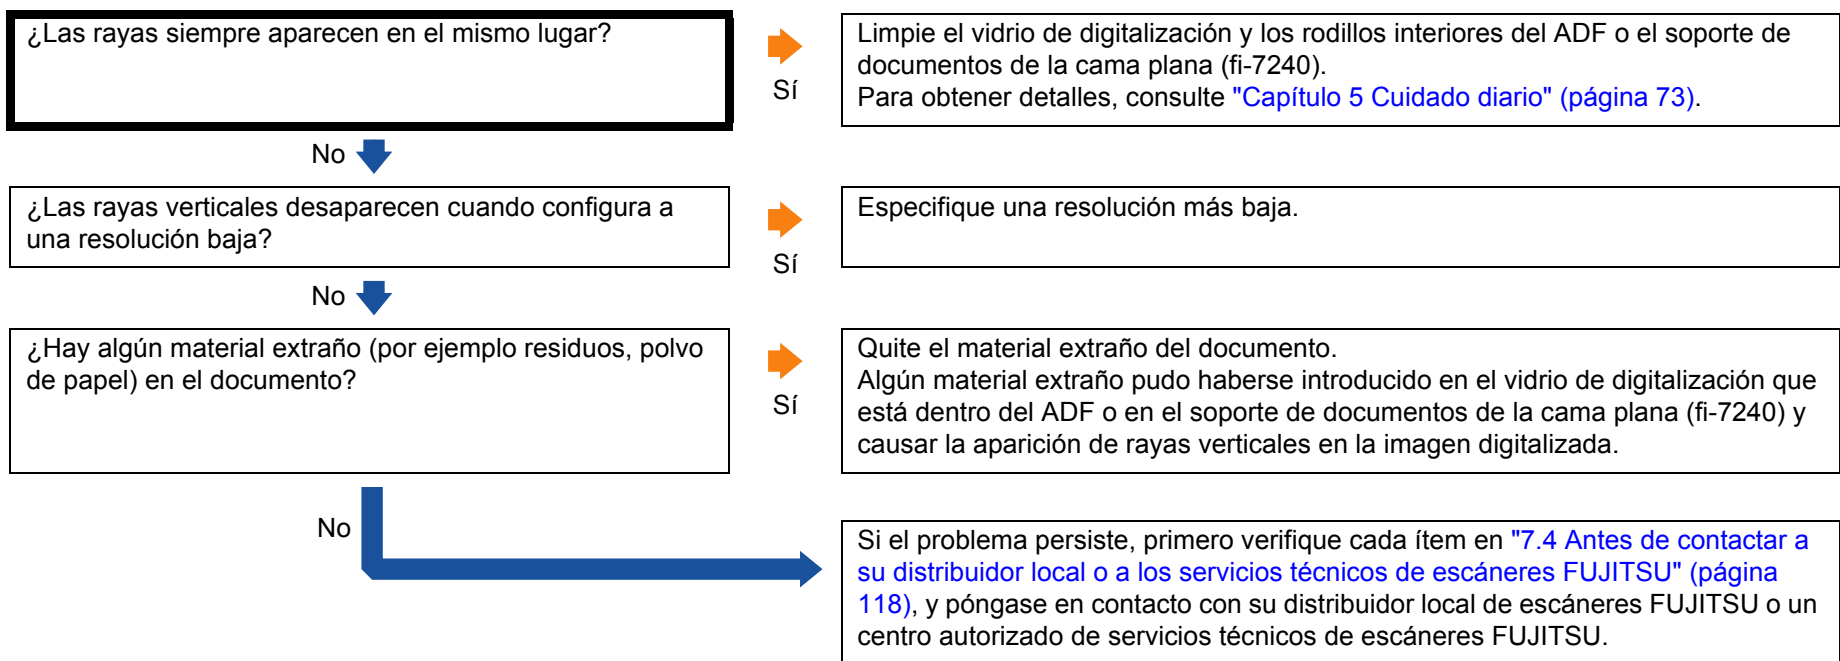 ¿Las rayas siempre aparecen en el mismo lugar?
Sí
Limpie el vidrio de digitalización y los rodillos interiores del ADF o el soporte de
documentos de la cama plana (fi-7240).
Para obtener detalles, consulte "Capítulo 5 Cuidado diario" (página 73).
No
¿Las rayas verticales desaparecen cuando configura a
una resolución baja?
Sí
Especifique una resolución más baja.
No
¿Hay algún material extraño (por ejemplo residuos, polvo
de papel) en el documento?
Sí
Quite el material extraño del documento.
Algún material extraño pudo haberse introducido en el vidrio de digitalización que
está dentro del ADF o en el soporte de documentos de la cama plana (fi-7240) y
causar la aparición de rayas verticales en la imagen digitalizada.
No
Si el problema persiste, primero verifique cada ítem en "7.4 Antes de contactar a
su distribuidor local o a los servicios técnicos de escáneres FUJITSU" (página
118), y póngase en contacto con su distribuidor local de escáneres FUJITSU o un
centro autorizado de servicios técnicos de escáneres FUJITSU.